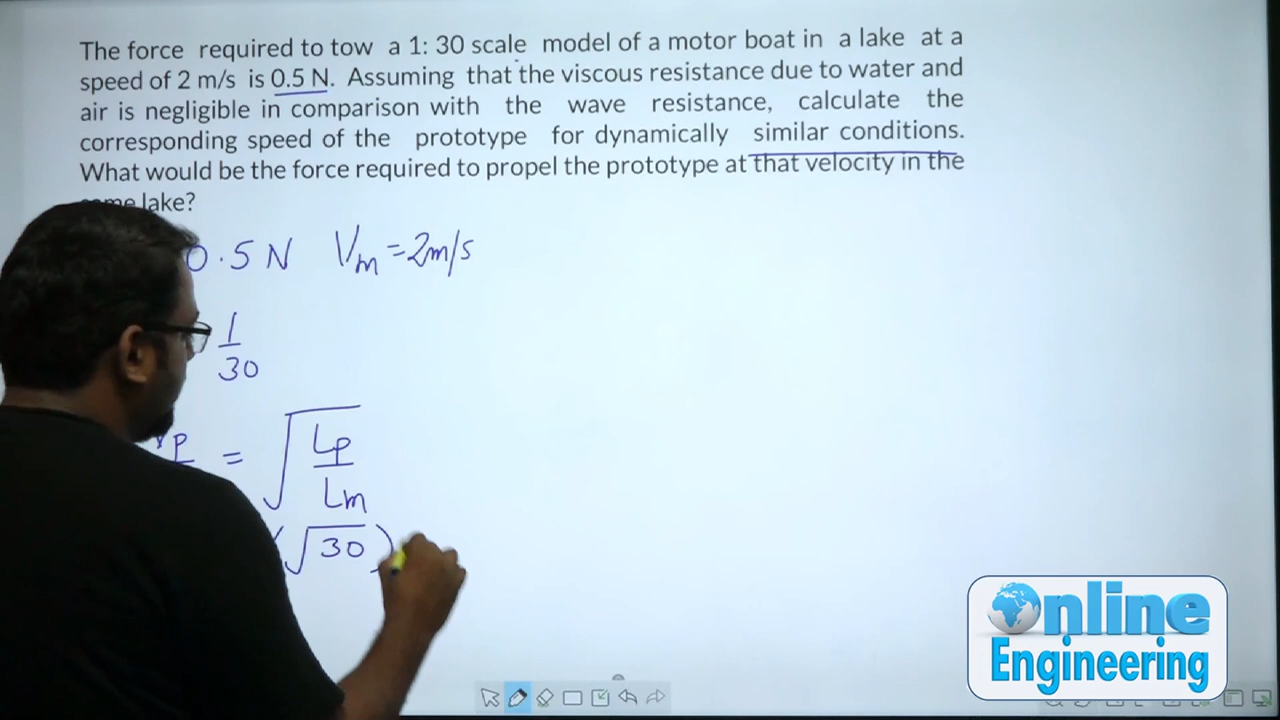 The force required to tow a 1: 30 scale model of a motor boat in a lake at a
speed of 2 m/s is 0.5 N. Assuming that the viscous resistance due to water and
air is negligible in comparison with the wave resistance, calculate the
corresponding speed of the prototype for dynamically similar conditions.
What would be the force required to propel the prototype at that velocity in the
lake?
0.5 N Vm = 2m/s
1
30
P = √ Lp
Lm
(√30)
Online
Engineering